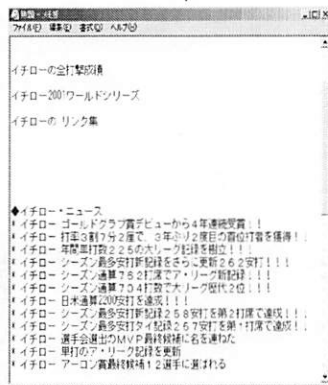 無題 - メモ帳
ファイル(F) 編集(E) 書式(O) ヘルプ(H)
イチローの全打撃成績
イチロー2001ワールドシリーズ
イチローの リンク集
◆イチロー・ニュース
* イチロー ゴールドグラブ賞デビューから4年連続受賞!!
* イチロー 打率3割7分2厘で、3年ぶり2度目の首位打者を獲得!!
* イチロー 年間単打数225の大リーグ記録を樹立!!!
* イチロー シーズン最多安打新記録をさらに更新262安打!!!
* イチロー シーズン通算762打席でア・リーグ新記録!!!
* イチロー シーズン通算704打数で大リーグ歴代2位!!!
* イチロー 日米通算2200安打を達成!!!
* イチロー シーズン最多安打新記録258安打を第2打席で達成!!!
* イチロー シーズン最多安打タイ記録257安打を第1打席で達成!!
* イチロー 選手会選出のMVP最終候補に名を連ねた
* イチロー 単打のア・リーグ記録を更新
* イチロー アーロン賞最終候補12選手に選ばれる